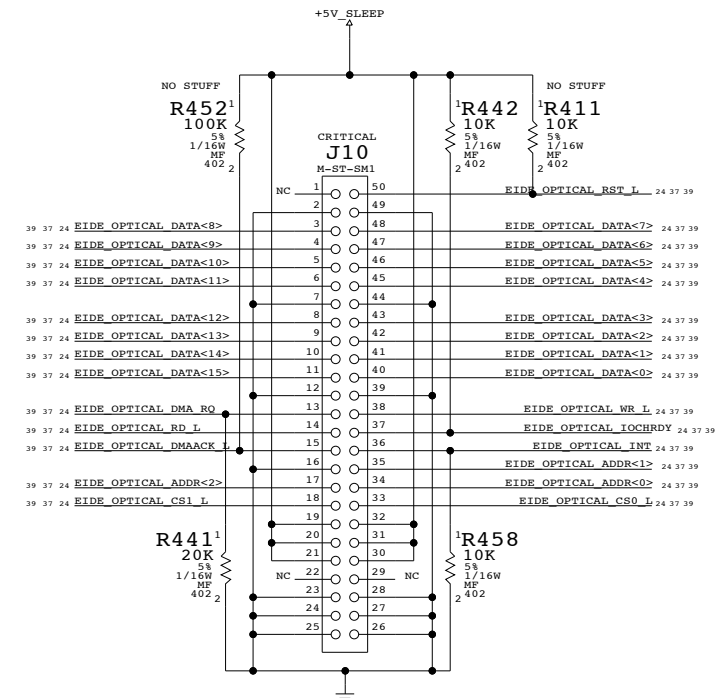 +5V_SLEEP
NO STUFF
NO STUFF
R452 1
100K
5%
1/16W
MF
402
2
1 R442
10K
5%
1/16W
MF
402
2
1 R411
10K
5%
1/16W
MF
402
2
CRITICAL
J10
M-ST-SM1
NC 1 50 EIDE_OPTICAL_RST_L 24 37 39
2 49
39 37 24 EIDE_OPTICAL_DATA<8> 3 48 EIDE_OPTICAL_DATA<7> 24 37 39
39 37 24 EIDE_OPTICAL_DATA<9> 4 47 EIDE_OPTICAL_DATA<6> 24 37 39
39 37 24 EIDE_OPTICAL_DATA<10> 5 46 EIDE_OPTICAL_DATA<5> 24 37 39
39 37 24 EIDE_OPTICAL_DATA<11> 6 45 EIDE_OPTICAL_DATA<4> 24 37 39
7 44
39 37 24 EIDE_OPTICAL_DATA<12> 8 43 EIDE_OPTICAL_DATA<3> 24 37 39
39 37 24 EIDE_OPTICAL_DATA<13> 9 42 EIDE_OPTICAL_DATA<2> 24 37 39
39 37 24 EIDE_OPTICAL_DATA<14> 10 41 EIDE_OPTICAL_DATA<1> 24 37 39
39 37 24 EIDE_OPTICAL_DATA<15> 11 40 EIDE_OPTICAL_DATA<0> 24 37 39
12 39
39 37 24 EIDE_OPTICAL_DMA_RQ 13 38 EIDE_OPTICAL_WR_L 24 37 39
39 37 24 EIDE_OPTICAL_RD_L 14 37 EIDE_OPTICAL_IOCHRDY 24 37 39
39 37 24 EIDE_OPTICAL_DMAACK_L 15 36 EIDE_OPTICAL_INT 24 37 39
16 35 EIDE_OPTICAL_ADDR<1> 24 37 39
39 37 24 EIDE_OPTICAL_ADDR<2> 17 34 EIDE_OPTICAL_ADDR<0> 24 37 39
39 37 24 EIDE_OPTICAL_CS1_L 18 33 EIDE_OPTICAL_CS0_L 24 37 39
19 32
20 31
21 30
NC 22 29 NC
23 28
24 27
25 26
R441 1
20K
5%
1/16W
MF
402
2
1 R458
10K
5%
1/16W
MF
402
2